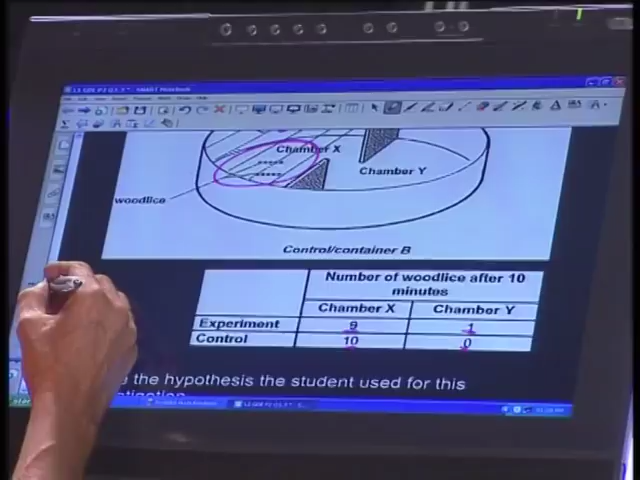 Chamber X
Chamber Y
woodlice
Control/container B
Number of woodlice after 10
minutes
Chamber X Chamber Y
Experiment 9 1
Control 10 0
the hypothesis the student used for this